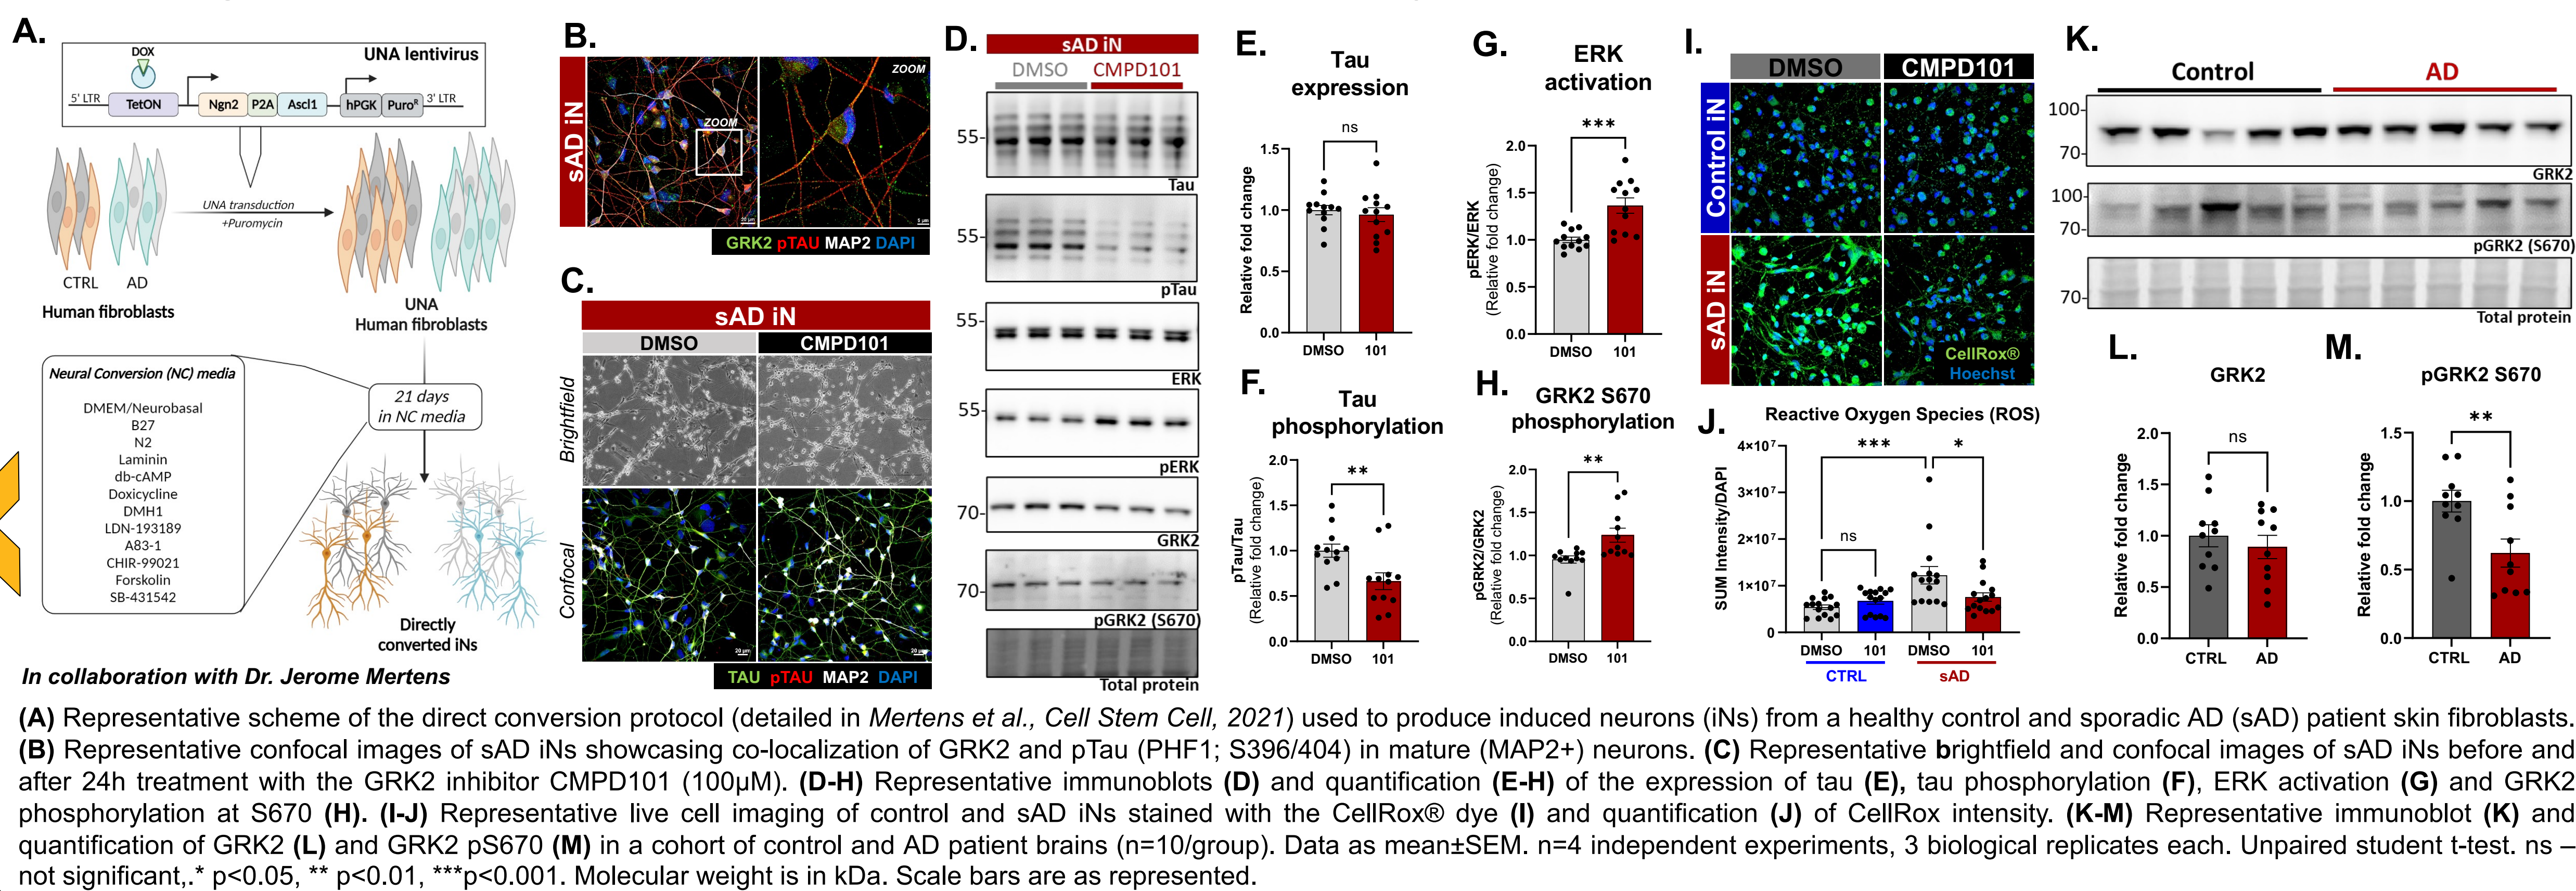 A.
UNA lentivirus
DOX
5' LTR
TetON
Ngn2
P2A
Ascl1
hPGK
Puroᴿ
3' LTR
UNA transduction
+Puromycin
CTRL
AD
Human fibroblasts
UNA
Human fibroblasts
Neural Conversion (NC) media
DMEM/Neurobasal
B27
N2
Laminin
db-cAMP
Doxycycline
DMH1
LDN-193189
A83-1
CHIR-99021
Forskolin
SB-431542
21 days
in NC media
Directly
converted iNs
In collaboration with Dr. Jerome Mertens
B.
sAD iN
ZOOM
ZOOM
20 µm
5 µm
GRK2 pTAU MAP2 DAPI
C.
sAD iN
DMSO
CMPD101
Brightfield
Confocal
20 µm
20 µm
TAU pTAU MAP2 DAPI
D.
sAD iN
DMSO CMPD101
55-
Tau
55-
pTau
55-
ERK
55-
pERK
70-
GRK2
70-
pGRK2 (S670)
Total protein
E.
Tau
expression
ns
Relative fold change
1.5
1.0
0.5
0.0
DMSO
101
F.
Tau
phosphorylation
**
pTau/Tau
(Relative fold change)
2.0
1.5
1.0
0.5
0.0
DMSO
101
G.
ERK
activation
***
pERK/ERK
(Relative fold change)
2.0
1.5
1.0
0.5
0.0
DMSO
101
H.
GRK2 S670
phosphorylation
**
pGRK2/GRK2
(Relative fold change)
2.0
1.5
1.0
0.5
0.0
DMSO
101
I.
DMSO
CMPD101
Control iN
sAD iN
CellRox®
Hoechst
J.
Reactive Oxygen Species (ROS)
SUM Intensity/DAPI
4×10⁷
3×10⁷
2×10⁷
1×10⁷
0
***
*
ns
DMSO
101
DMSO
101
CTRL
sAD
K.
Control
AD
100-
70-
GRK2
100-
70-
pGRK2 (S670)
70-
Total protein
L.
GRK2
ns
Relative fold change
2.0
1.5
1.0
0.5
0.0
CTRL
AD
M.
pGRK2 S670
**
Relative fold change
1.5
1.0
0.5
0.0
CTRL
AD
(A) Representative scheme of the direct conversion protocol (detailed in Mertens et al., Cell Stem Cell, 2021) used to produce induced neurons (iNs) from a healthy control and sporadic AD (sAD) patient skin fibroblasts.
(B) Representative confocal images of sAD iNs showcasing co-localization of GRK2 and pTau (PHF1; S396/404) in mature (MAP2+) neurons. (C) Representative brightfield and confocal images of sAD iNs before and
after 24h treatment with the GRK2 inhibitor CMPD101 (100µM). (D-H) Representative immunoblots (D) and quantification (E-H) of the expression of tau (E), tau phosphorylation (F), ERK activation (G) and GRK2
phosphorylation at S670 (H). (I-J) Representative live cell imaging of control and sAD iNs stained with the CellRox® dye (I) and quantification (J) of CellRox intensity. (K-M) Representative immunoblot (K) and
quantification of GRK2 (L) and GRK2 pS670 (M) in a cohort of control and AD patient brains (n=10/group). Data as mean±SEM. n=4 independent experiments, 3 biological replicates each. Unpaired student t-test. ns –
not significant,.* p<0.05, ** p<0.01, ***p<0.001. Molecular weight is in kDa. Scale bars are as represented.